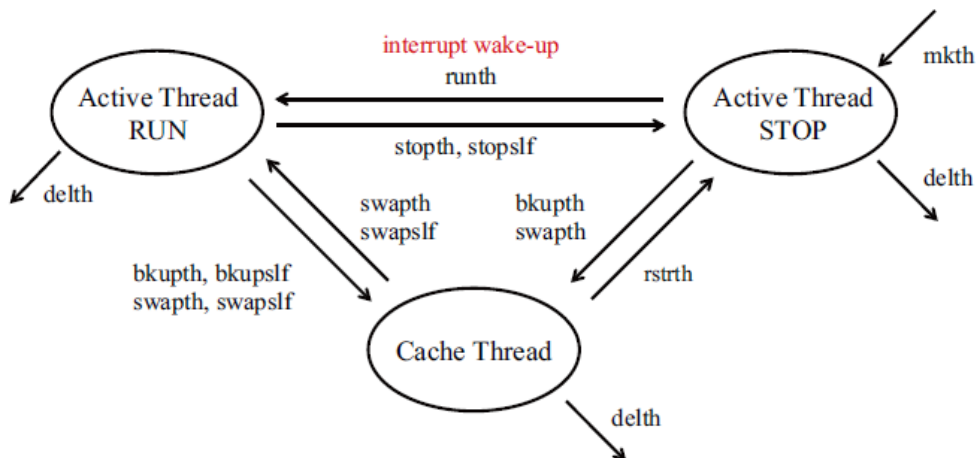 interrupt wake-up
runth
mkth
Active Thread
RUN
Active Thread
STOP
stopth, stopslf
delth
delth
swapth
swapslf
bkupth
swapth
bkupth, bkupslf
swapth, swapslf
rstrth
Cache Thread
delth